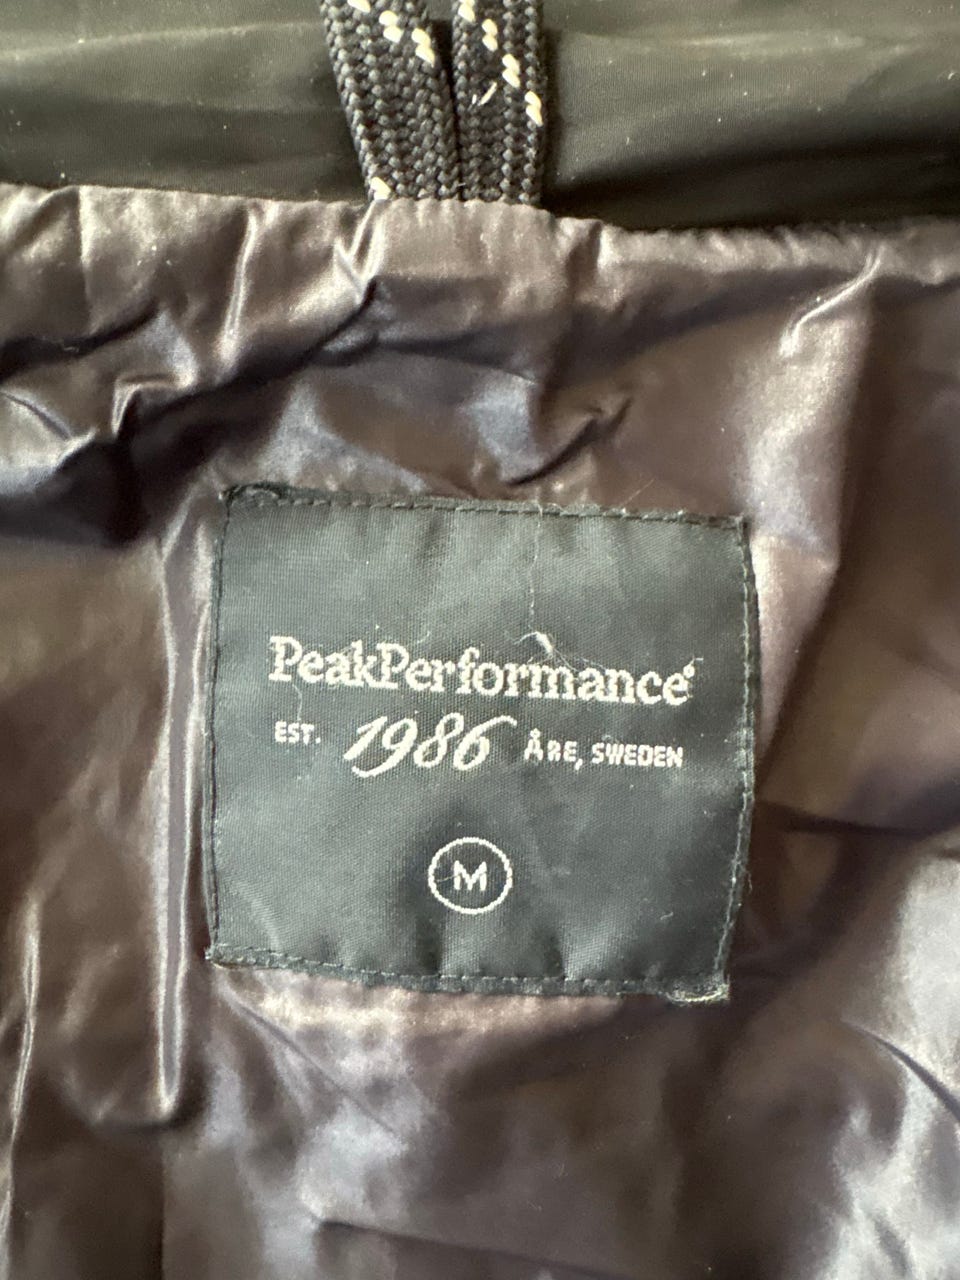 PeakPerformance®
EST. 1986 ÅRE, SWEDEN
M